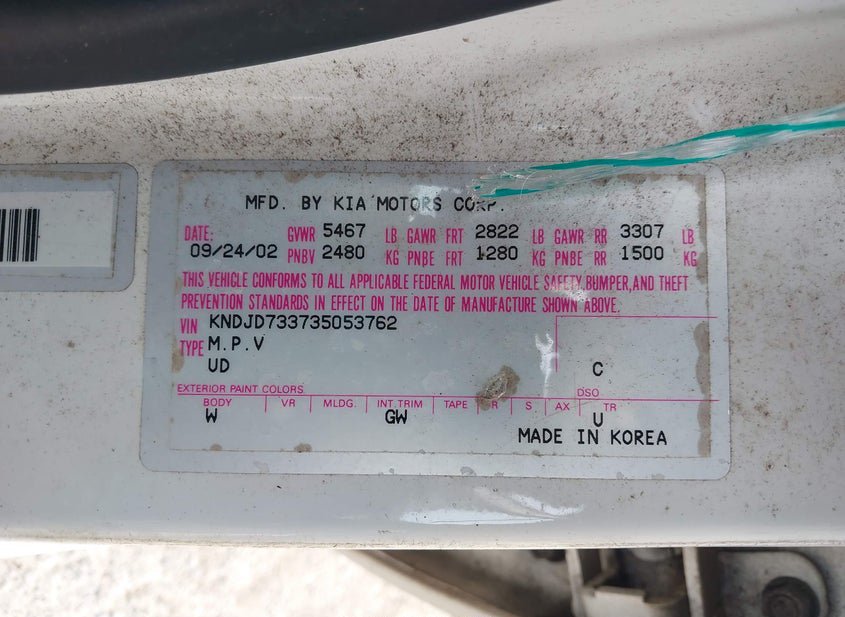 MFD. BY KIA MOTORS CORP.
DATE: GVWR 5467 LB GAWR FRT 2822 LB GAWR RR 3307 LB
09/24/02 PNBV 2480 KG PNBE FRT 1280 KG PNBE RR 1500 KG
THIS VEHICLE CONFORMS TO ALL APPLICABLE FEDERAL MOTOR VEHICLE SAFETY,BUMPER,AND THEFT
PREVENTION STANDARDS IN EFFECT ON THE DATE OF MANUFACTURE SHOWN ABOVE.
VIN KNDJD733735053762
TYPE M.P.V
UD C
EXTERIOR PAINT COLORS DSO
BODY VR MLDG. INT.TRIM TAPE R S AX TR
W GW U
MADE IN KOREA